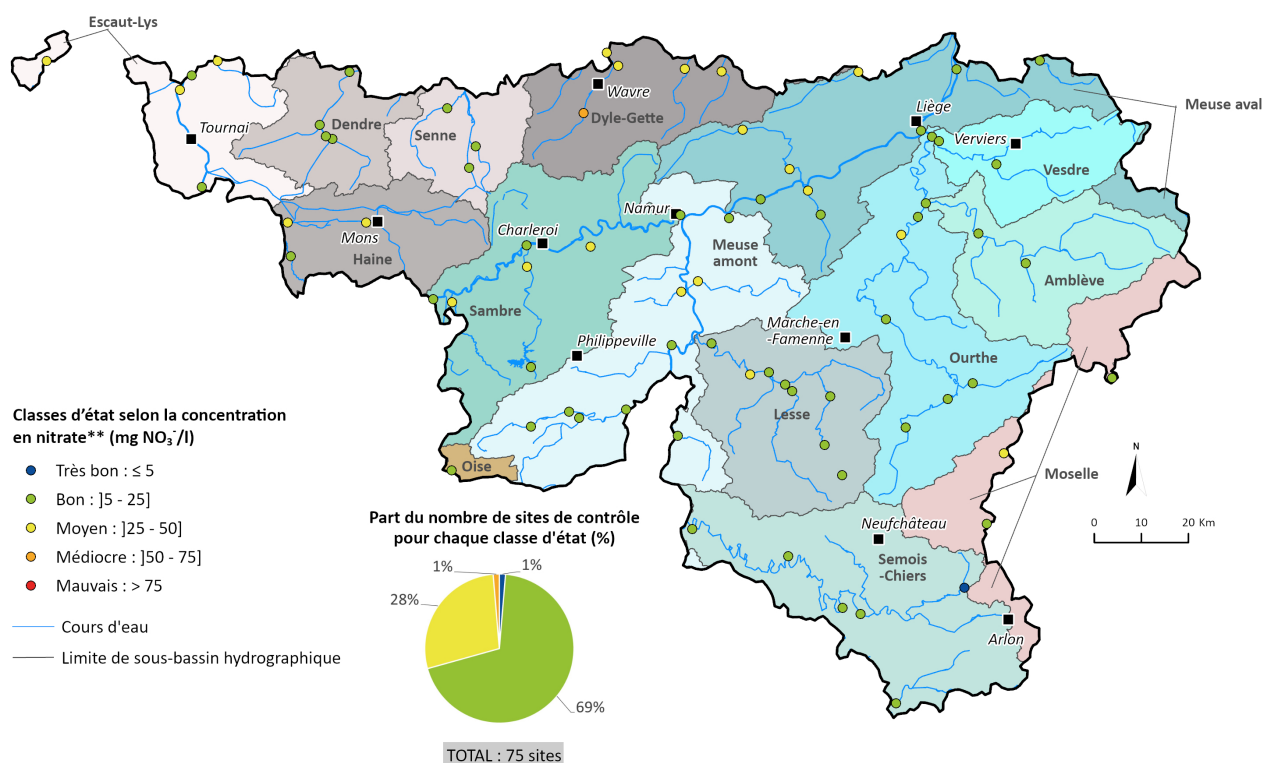 Escaut-Lys
Meuse aval
Tournai
Dendre
Senne
Wavre
Dyle-Gette
Liège
Verviers
Vesdre
Mons
Haine
Charleroi
Namur
Meuse
amont
Amblève
Sambre
Philippeville
Marche-en
-Famenne
Ourthe
Lesse
Oise
Moselle
Neufchâteau
Semois
-Chiers
Arlon
N
0 10 20 Km
Classes d’état selon la concentration
en nitrate** (mg NO₃⁻/l)
Très bon : ≤ 5
Bon : ]5 - 25]
Moyen : ]25 - 50]
Médiocre : ]50 - 75]
Mauvais : > 75
Cours d'eau
Limite de sous-bassin hydrographique
Part du nombre de sites de contrôle
pour chaque classe d'état (%)
1%
1%
28%
69%
TOTAL : 75 sites